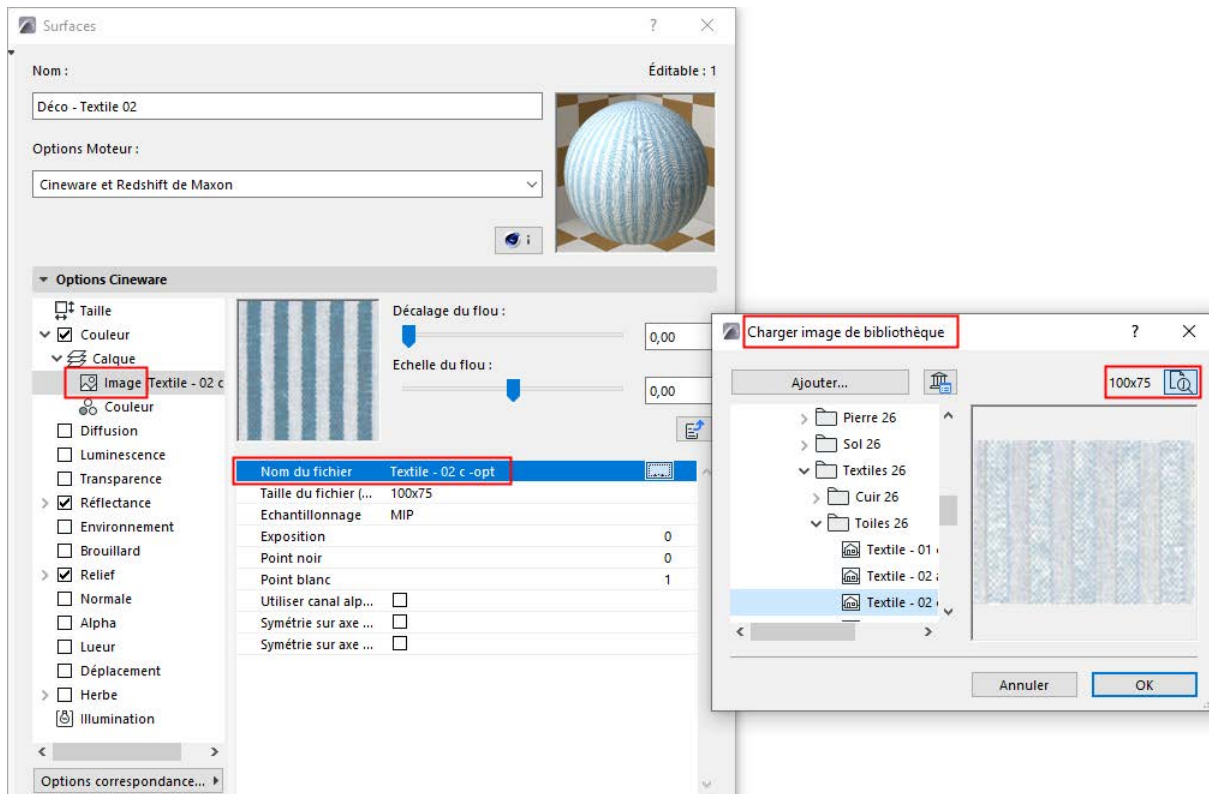 Surfaces
?
Nom :
Éditable : 1
Déco - Textile 02
Options Moteur :
Cineware et Redshift de Maxon
i
Options Cineware
Taille
Couleur
Calque
Image Textile - 02 c
Couleur
Diffusion
Luminescence
Transparence
Réflectance
Environnement
Brouillard
Relief
Normale
Alpha
Lueur
Déplacement
Herbe
Illumination
Options correspondance...
Décalage du flou :
0,00
Echelle du flou :
0,00
Nom du fichier Textile - 02 c -opt ...
Taille du fichier (... 100x75
Echantillonnage MIP
Exposition 0
Point noir 0
Point blanc 1
Utiliser canal alp...
Symétrie sur axe ...
Symétrie sur axe ...
Charger image de bibliothèque
?
Ajouter...
100x75
Pierre 26
Sol 26
Textiles 26
Cuir 26
Toiles 26
Textile - 01
Textile - 02
Textile - 02
Annuler
OK